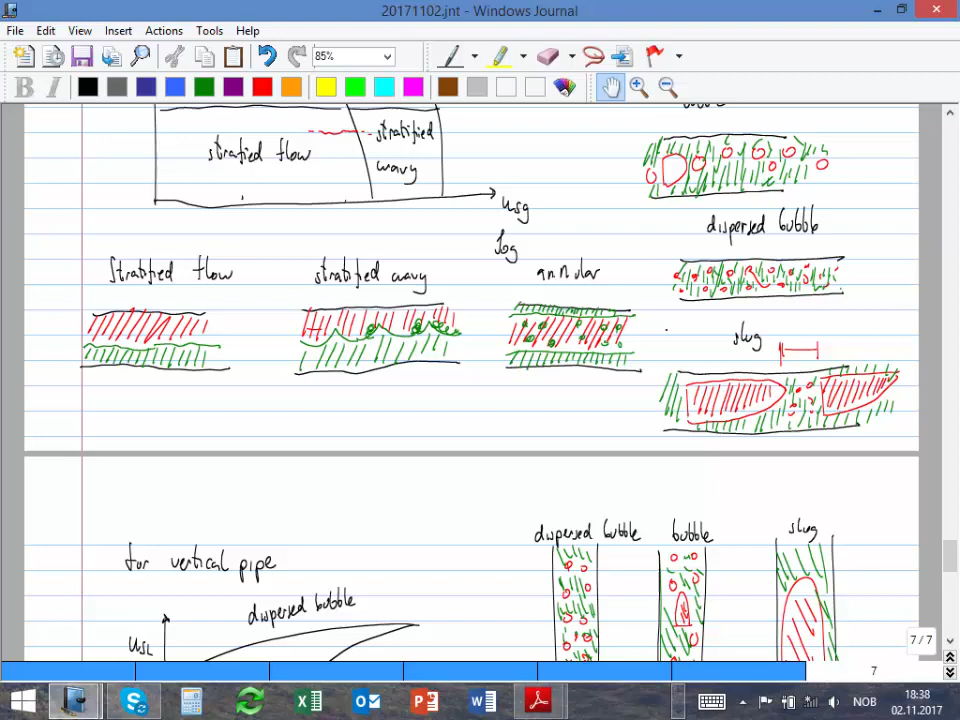 20171102.jnt - Windows Journal
File Edit View Insert Actions Tools Help
85%
B I
stratified flow
stratified
wavy
usg
log
dispersed bubble
Stratified flow
stratified wavy
annular
slug
for vertical pipe
dispersed bubble
bubble
slug
dispersed bubble
usL
7 / 7
7
NOB
18:38
02.11.2017